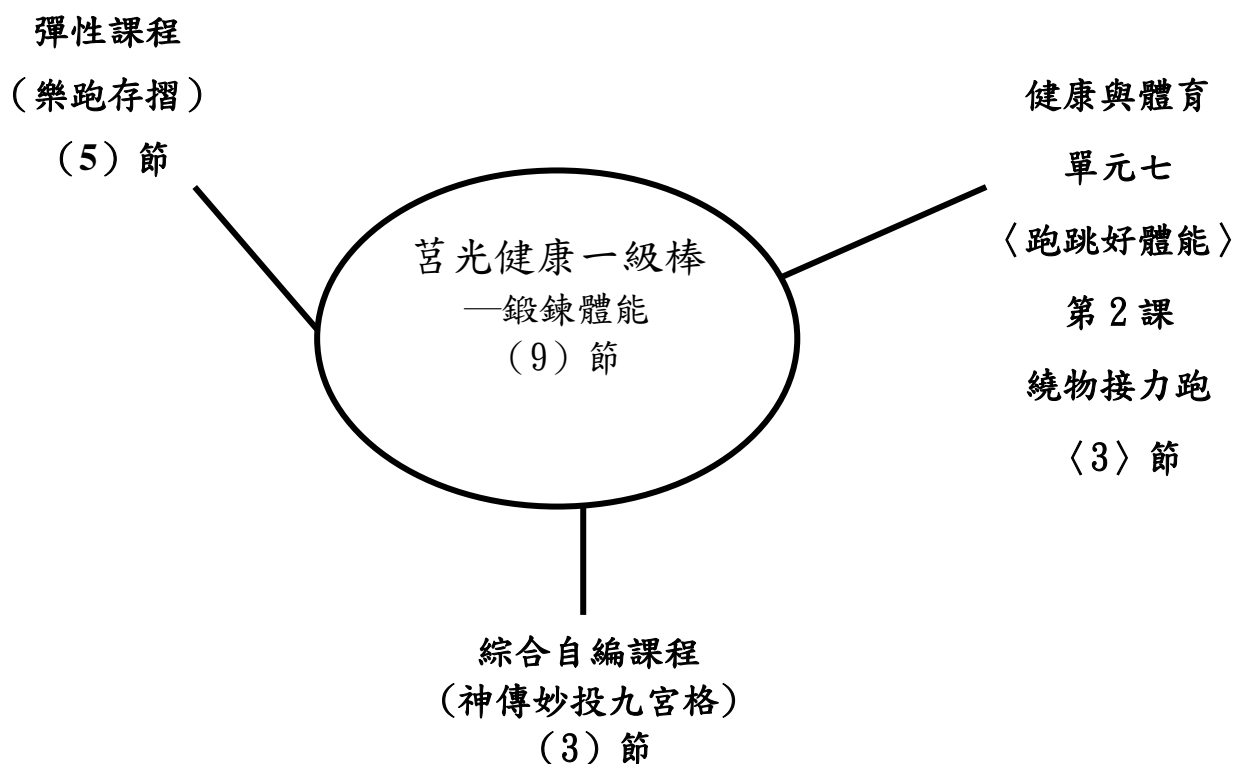 彈性課程
（樂跑存摺）
（5）節
健康與體育
單元七
〈跑跳好體能〉
第 2 課
繞物接力跑
〈3〉節
莒光健康一級棒
—鍛鍊體能
（9）節
綜合自編課程
(神傳妙投九宮格)
（3）節